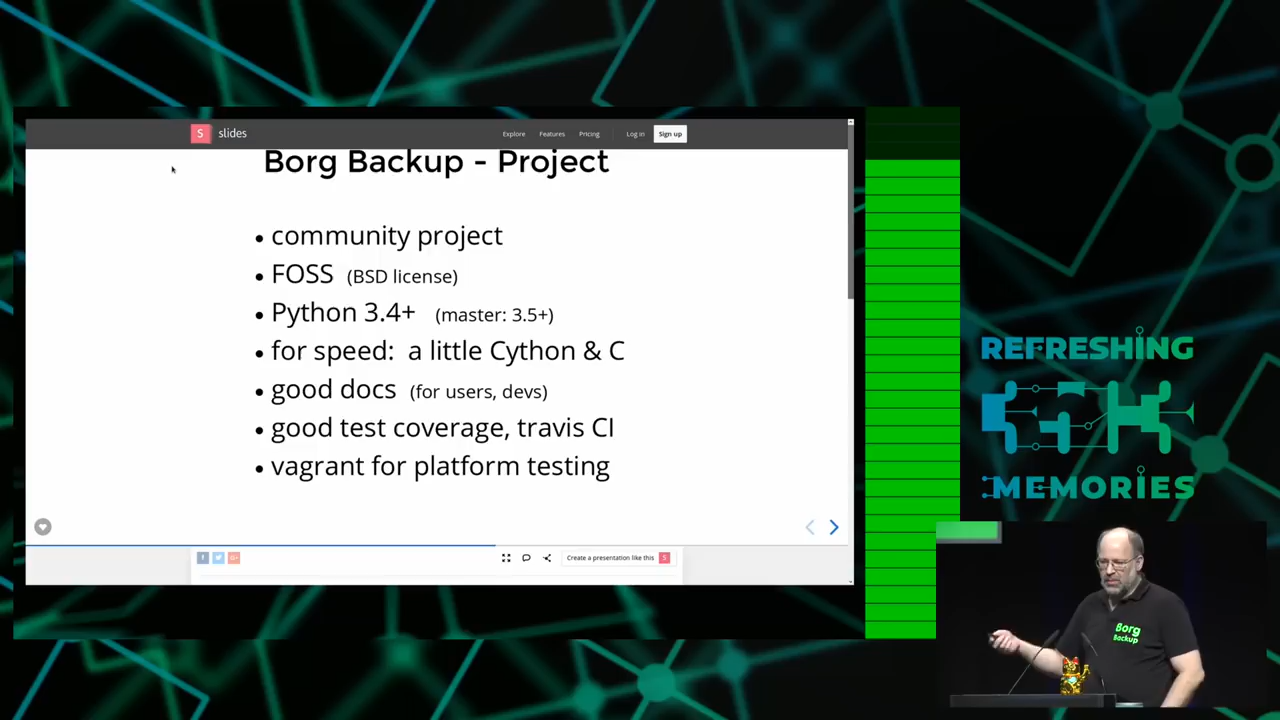 S slides
Explore Features Pricing Log in Sign up
Borg Backup - Project
community project
FOSS (BSD license)
Python 3.4+ (master: 3.5+)
for speed: a little Cython & C
good docs (for users, devs)
good test coverage, travis CI
vagrant for platform testing
Create a presentation like this S
REFRESHING
MEMORIES
Borg
Backup